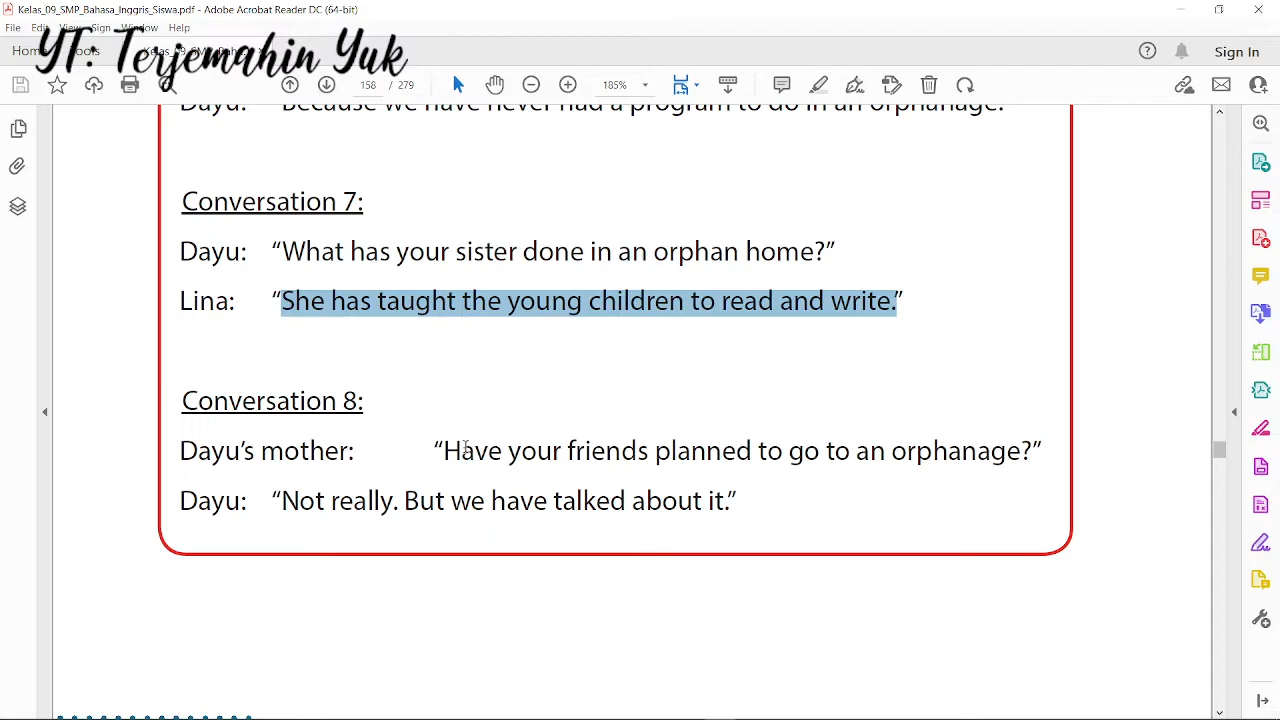 Kelas_09_SMP_Bahasa_Inggris_Siswa.pdf - Adobe Acrobat Reader DC (64-bit)
File Edit View Sign Window Help
YT: Terjemahin Yuk
Home Tools Sign In
158 / 279 185%
Dayu: "Because we have never had a program to do in an orphanage.
Conversation 7:
Dayu: “What has your sister done in an orphan home?”
Lina: “She has taught the young children to read and write.”
Conversation 8:
Dayu’s mother: “Have your friends planned to go to an orphanage?”
Dayu: “Not really. But we have talked about it.”